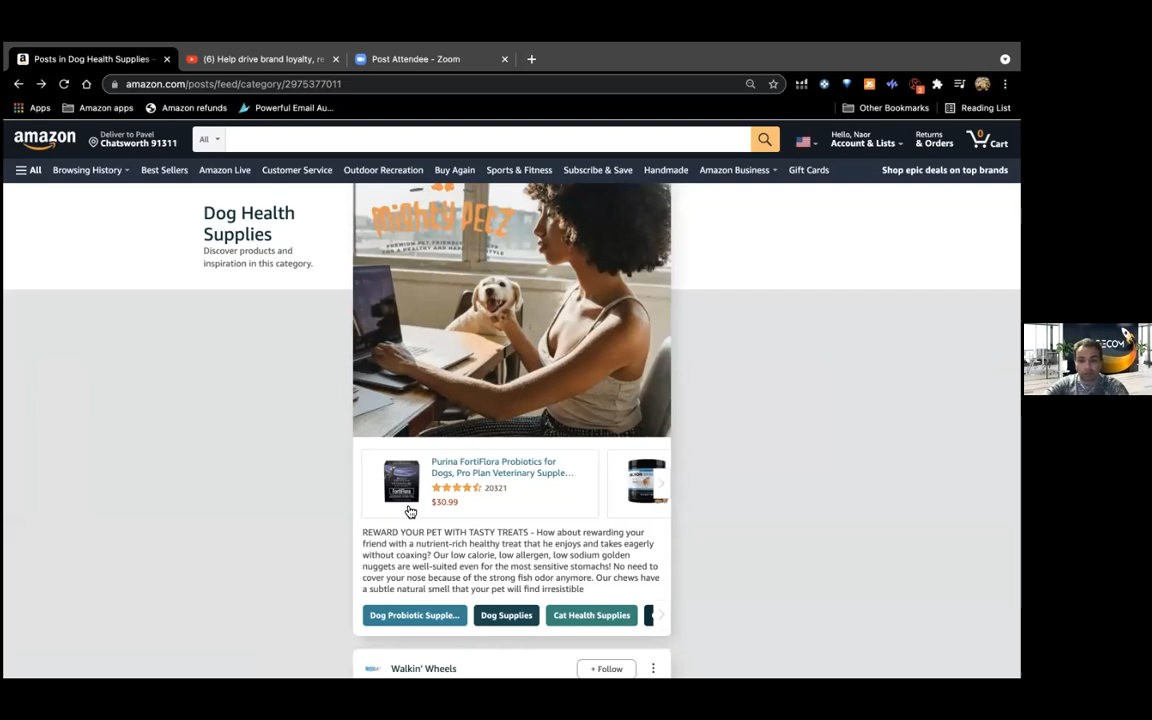 Posts in Dog Health Supplies
(6) Help drive brand loyalty, re
Post Attendee - Zoom
amazon.com/posts/feed/category/2975377011
Apps
Amazon apps
Amazon refunds
Powerful Email Au...
Other Bookmarks
Reading List
amazon
Deliver to Pavel
Chatsworth 91311
All
Hello, Naor
Account & Lists
Returns
& Orders
0
Cart
All
Browsing History
Best Sellers
Amazon Live
Customer Service
Outdoor Recreation
Buy Again
Sports & Fitness
Subscribe & Save
Handmade
Amazon Business
Gift Cards
Shop epic deals on top brands
Dog Health
Supplies
Discover products and
inspiration in this category.
mighty PETZ
PREMIUM PET-FRIENDLY
FOR A HEALTHY AND
Purina FortiFlora Probiotics for
Dogs, Pro Plan Veterinary Supple...
20321
$30.99
FortiFlora
REWARD YOUR PET WITH TASTY TREATS - How about rewarding your
friend with a nutrient-rich healthy treat that he enjoys and takes eagerly
without coaxing? Our low calorie, low allergen, low sodium golden
nuggets are well-suited even for the most sensitive stomachs! No need to
cover your nose because of the strong fish odor anymore. Our chews have
a subtle natural smell that your pet will find irresistible
Dog Probiotic Supple...
Dog Supplies
Cat Health Supplies
Walkin' Wheels
+ Follow
ECOM